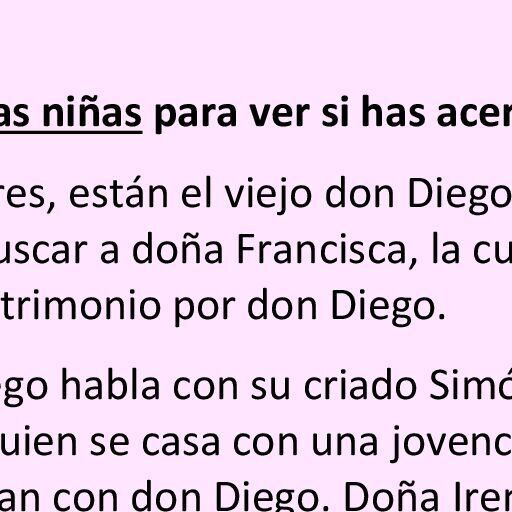 as niñas para ver si has acer
res, están el viejo don Diego
uscar a doña Francisca, la cu
trimonio por don Diego.
ego habla con su criado Simó
uien se casa con una jovenc
an con don Diego. Doña Iren